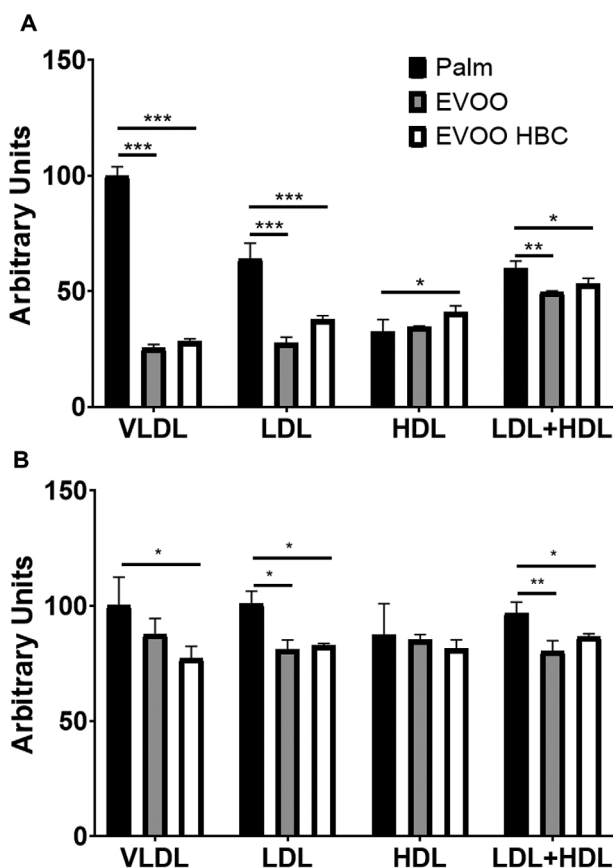 A
150
100
50
0
Arbitrary Units
Palm
EVOO
EVOO HBC
***
***
***
***
*
*
**
VLDL LDL HDL LDL+HDL
B
150
100
50
0
Arbitrary Units
*
*
*
*
**
VLDL LDL HDL LDL+HDL